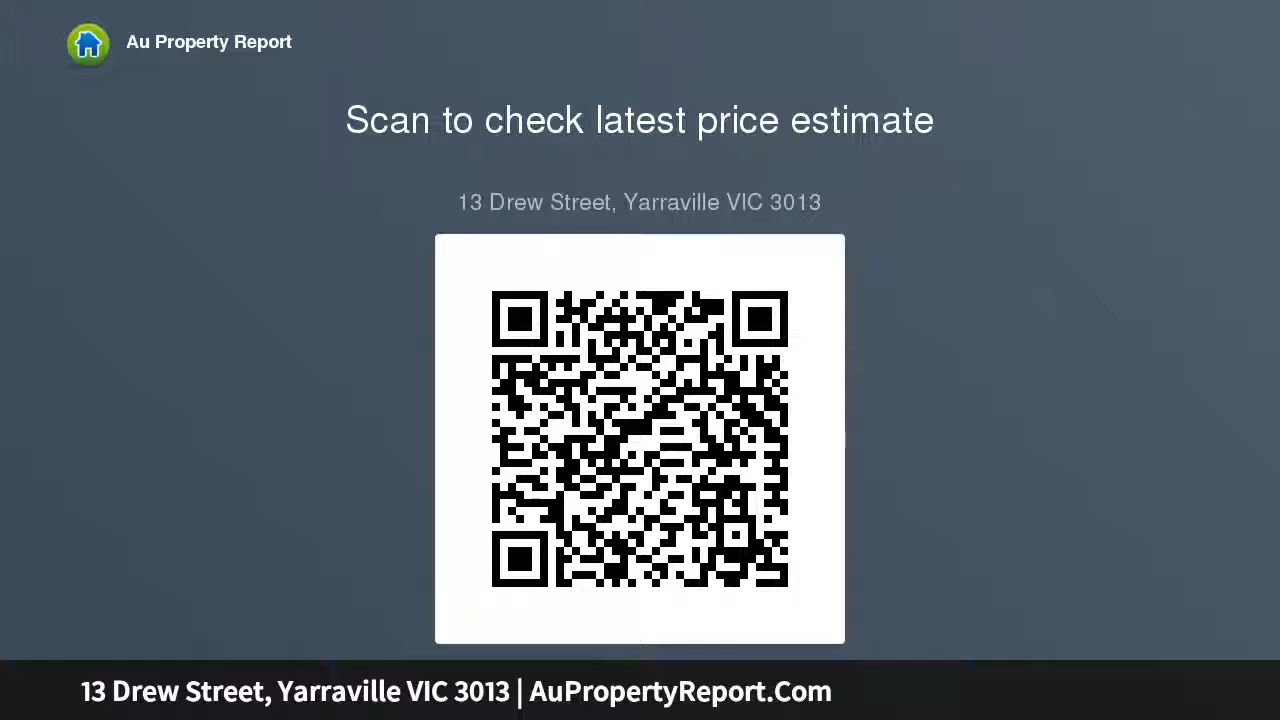 Au Property Report
Scan to check latest price estimate
13 Drew Street, Yarraville VIC 3013
13 Drew Street, Yarraville VIC 3013 | AuPropertyReport.Com